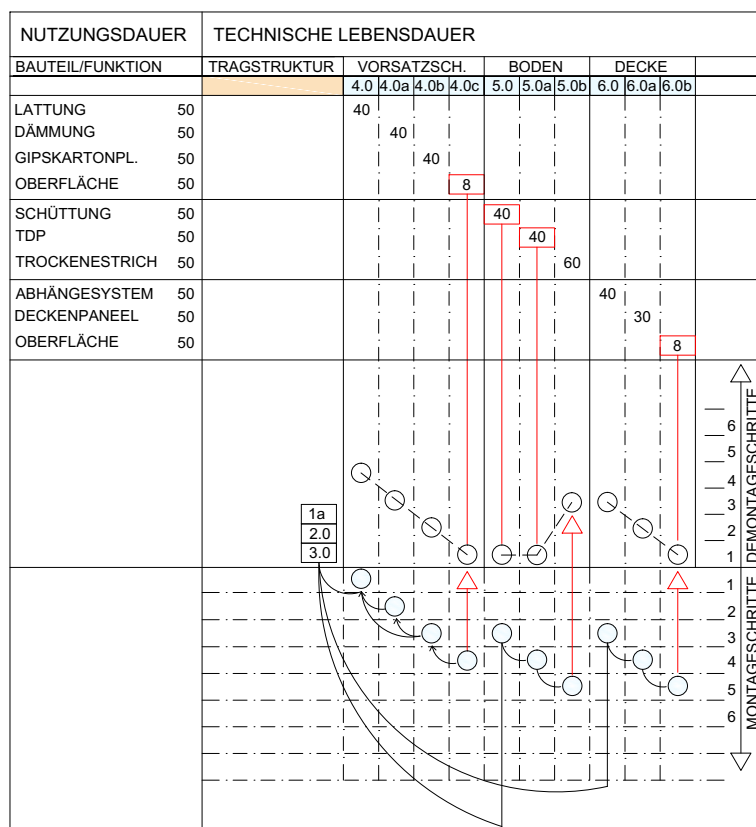 NUTZUNGSDAUER TECHNISCHE LEBENSDAUER
BAUTEIL/FUNKTION TRAGSTRUKTUR VORSATZSCH. BODEN DECKE
4.0 4.0a 4.0b 4.0c 5.0 5.0a 5.0b 6.0 6.0a 6.0b
LATTUNG 50 40
DÄMMUNG 50 40
GIPSKARTONPL. 50 40
OBERFLÄCHE 50 8
SCHÜTTUNG 50 40
TDP 50 40
TROCKENESTRICH 50 60
ABHÄNGESYSTEM 50 40
DECKENPANEEL 50 30
OBERFLÄCHE 50 8
6
5
4
3
2
1
DEMONTAGESCHRITTE
1a
2.0
3.0
1
2
3
4
5
6
MONTAGESCHRITTE